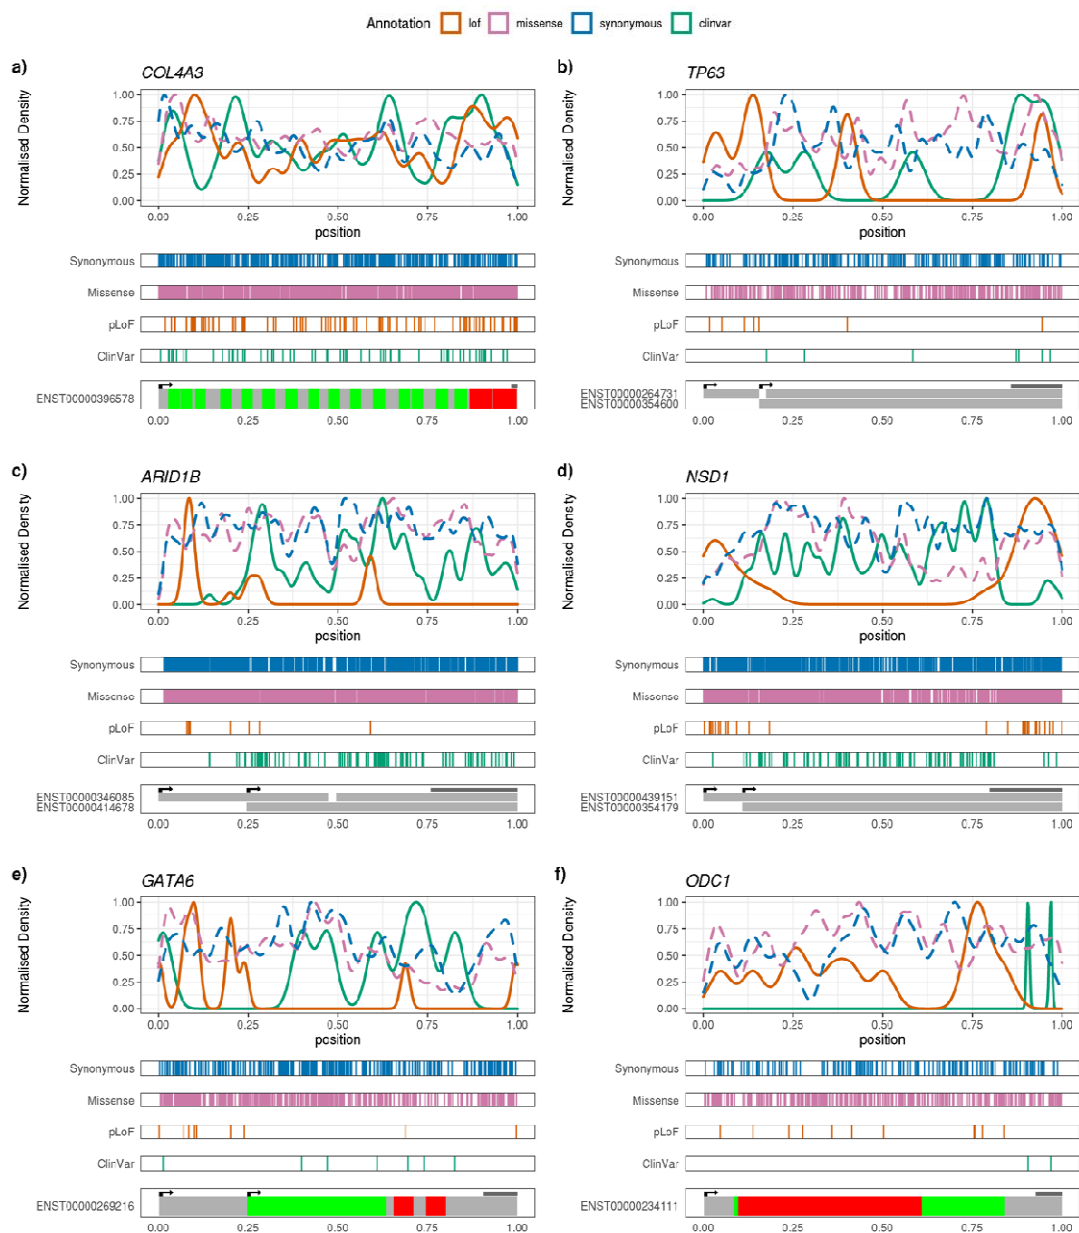 Annotation lof missense synonymous clinvar
a) COL4A3
Normalised Density
1.00
0.75
0.50
0.25
0.00
0.00 0.25 0.50 0.75 1.00
position
Synonymous
Missense
pLoF
ClinVar
ENST00000396578
0.00 0.25 0.50 0.75 1.00
b) TP63
Normalised Density
1.00
0.75
0.50
0.25
0.00
0.00 0.25 0.50 0.75 1.00
position
Synonymous
Missense
pLoF
ClinVar
ENST00000264731
ENST00000354600
0.00 0.25 0.50 0.75 1.00
c) ARID1B
Normalised Density
1.00
0.75
0.50
0.25
0.00
0.00 0.25 0.50 0.75 1.00
position
Synonymous
Missense
pLoF
ClinVar
ENST00000346085
ENST00000414678
0.00 0.25 0.50 0.75 1.00
d) NSD1
Normalised Density
1.00
0.75
0.50
0.25
0.00
0.00 0.25 0.50 0.75 1.00
position
Synonymous
Missense
pLoF
ClinVar
ENST00000439151
ENST00000354179
0.00 0.25 0.50 0.75 1.00
e) GATA6
Normalised Density
1.00
0.75
0.50
0.25
0.00
0.00 0.25 0.50 0.75 1.00
position
Synonymous
Missense
pLoF
ClinVar
ENST00000269216
0.00 0.25 0.50 0.75 1.00
f) ODC1
Normalised Density
1.00
0.75
0.50
0.25
0.00
0.00 0.25 0.50 0.75 1.00
position
Synonymous
Missense
pLoF
ClinVar
ENST00000234111
0.00 0.25 0.50 0.75 1.00